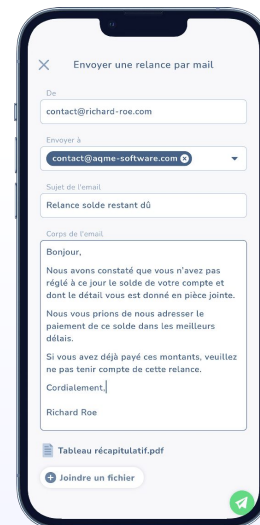 Envoyer une relance par mail
De
contact@richard-roe.com
Envoyer à
contact@aqme-software.com
Sujet de l'email
Relance solde restant dû
Corps de l'email
Bonjour,
Nous avons constaté que vous n'avez pas
réglé à ce jour le solde de votre compte et
dont le détail vous est donné en pièce jointe.
Nous vous prions de nous adresser le
paiement de ce solde dans les meilleurs
délais.
Si vous avez déjà payé ces montants, veuillez
ne pas tenir compte de cette relance.
Cordialement,
Richard Roe
Tableau récapitulatif.pdf
Joindre un fichier